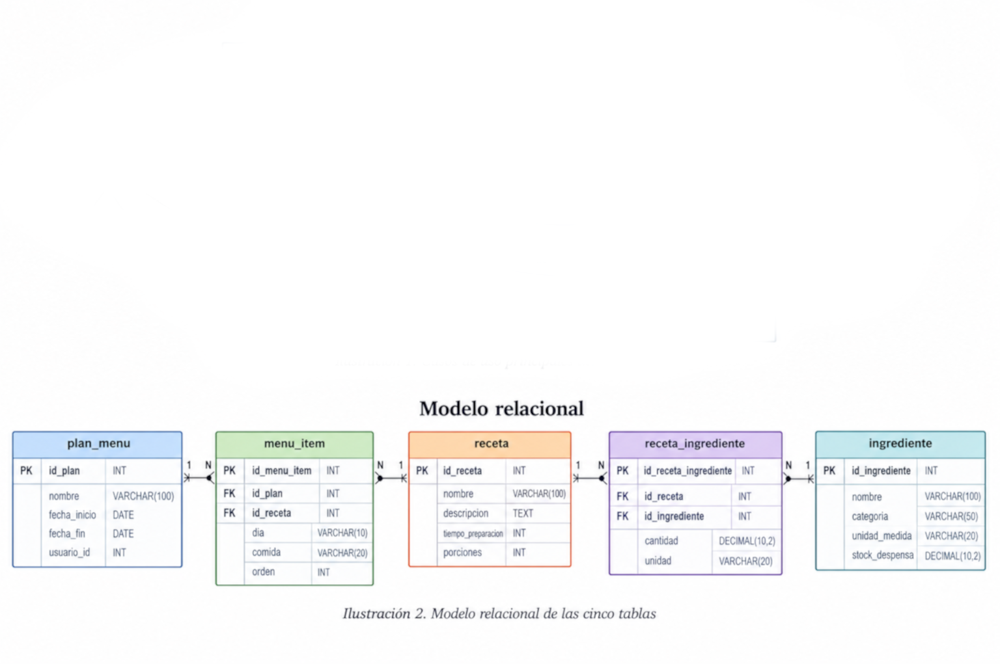 Modelo relacional
plan_menu
PK id_plan INT
nombre VARCHAR(100)
fecha_inicio DATE
fecha_fin DATE
usuario_id INT
1 N
menu_item
PK id_menu_item INT
FK id_plan INT
FK id_receta INT
dia VARCHAR(10)
comida VARCHAR(20)
orden INT
N 1
receta
PK id_receta INT
nombre VARCHAR(100)
descripcion TEXT
tiempo_preparacion INT
porciones INT
1 N
receta_ingrediente
PK id_receta_ingrediente INT
FK id_receta INT
FK id_ingrediente INT
cantidad DECIMAL(10,2)
unidad VARCHAR(20)
N 1
ingrediente
PK id_ingrediente INT
nombre VARCHAR(100)
categoria VARCHAR(50)
unidad_medida VARCHAR(20)
stock_despensa DECIMAL(10,2)
Ilustración 2. Modelo relacional de las cinco tablas